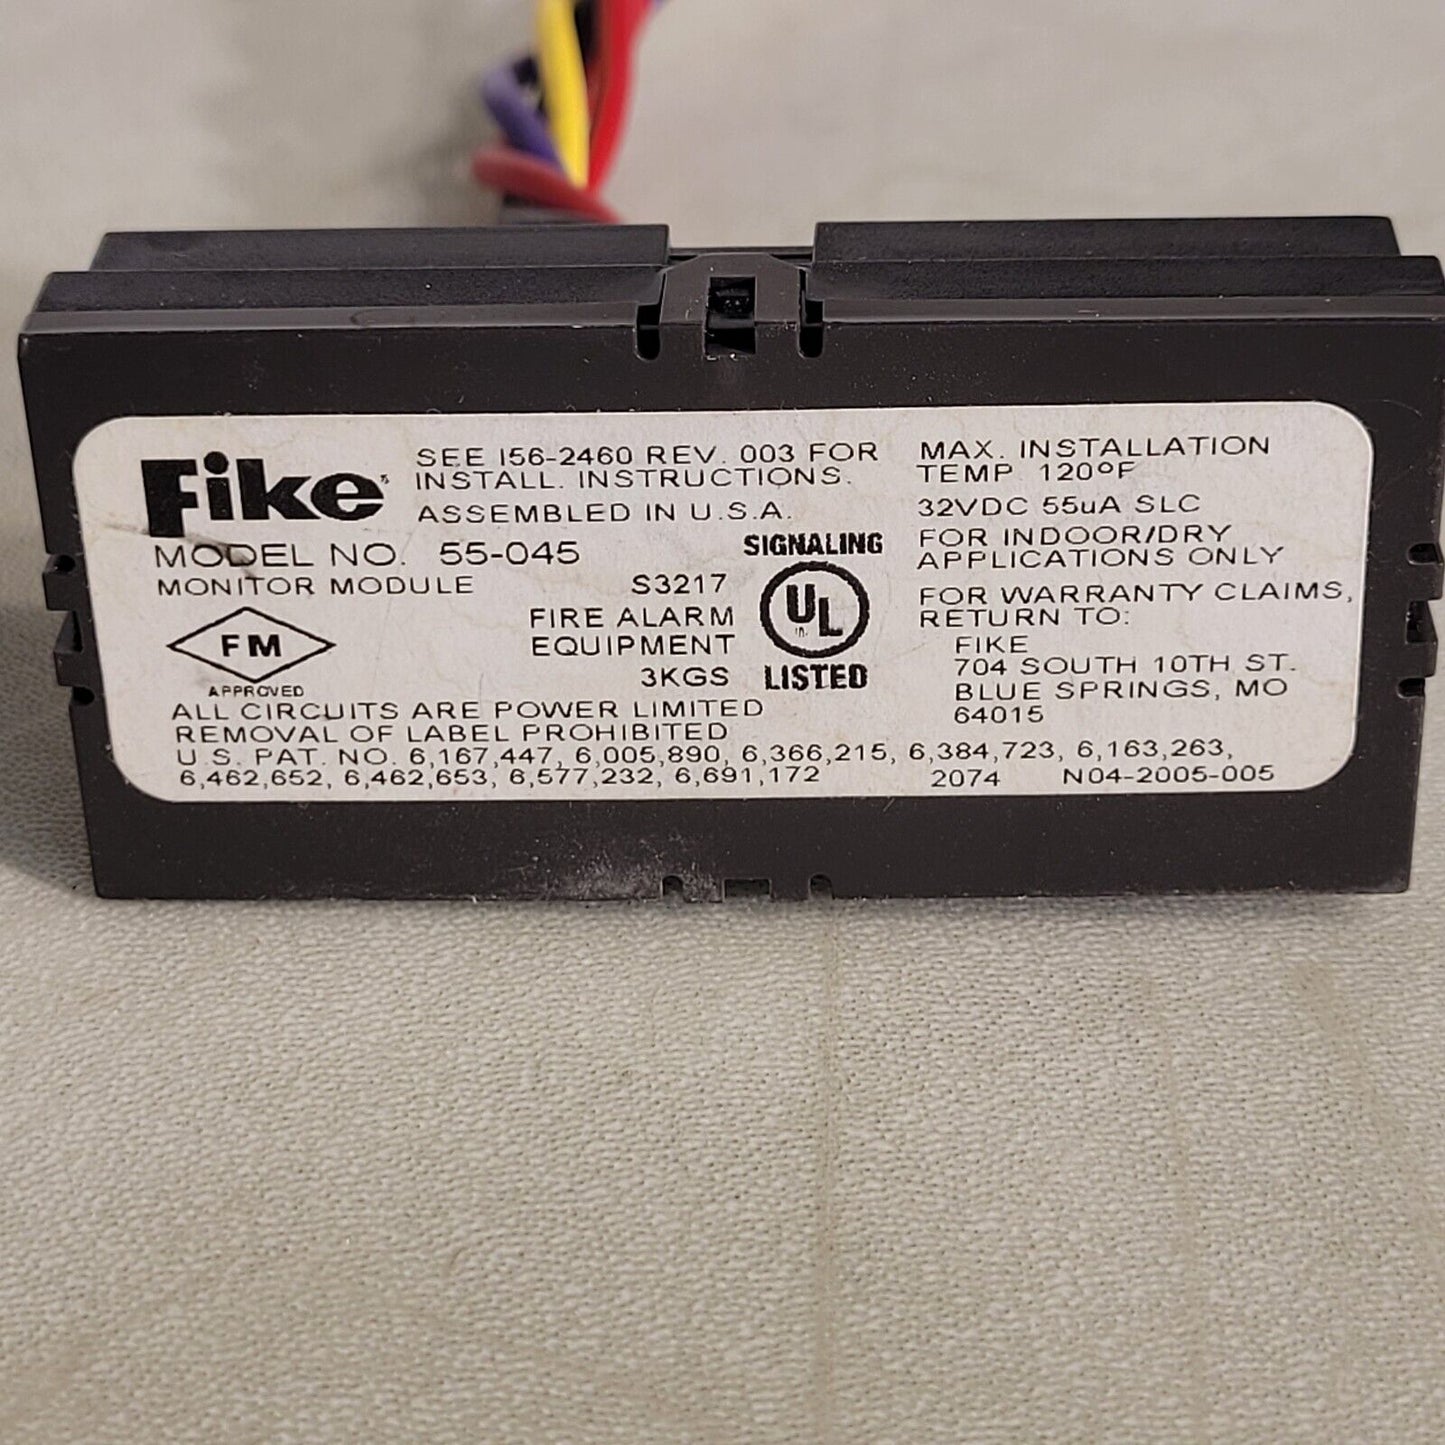 Fike
SEE I56-2460 REV. 003 FOR
INSTALL. INSTRUCTIONS.
ASSEMBLED IN U.S.A.
MODEL NO. 55-045
MONITOR MODULE
FM
APPROVED
S3217
FIRE ALARM
EQUIPMENT
3KGS
SIGNALING
UL
LISTED
ALL CIRCUITS ARE POWER LIMITED
REMOVAL OF LABEL PROHIBITED
MAX. INSTALLATION
TEMP 120°F
32VDC 55uA SLC
FOR INDOOR/DRY
APPLICATIONS ONLY
FOR WARRANTY CLAIMS,
RETURN TO:
FIKE
704 SOUTH 10TH ST.
BLUE SPRINGS, MO
64015
U.S. PAT. NO. 6,167,447, 6,005,890, 6,366,215, 6,384,723, 6,163,263,
6,462,652, 6,462,653, 6,577,232, 6,691,172 2074 N04-2005-005